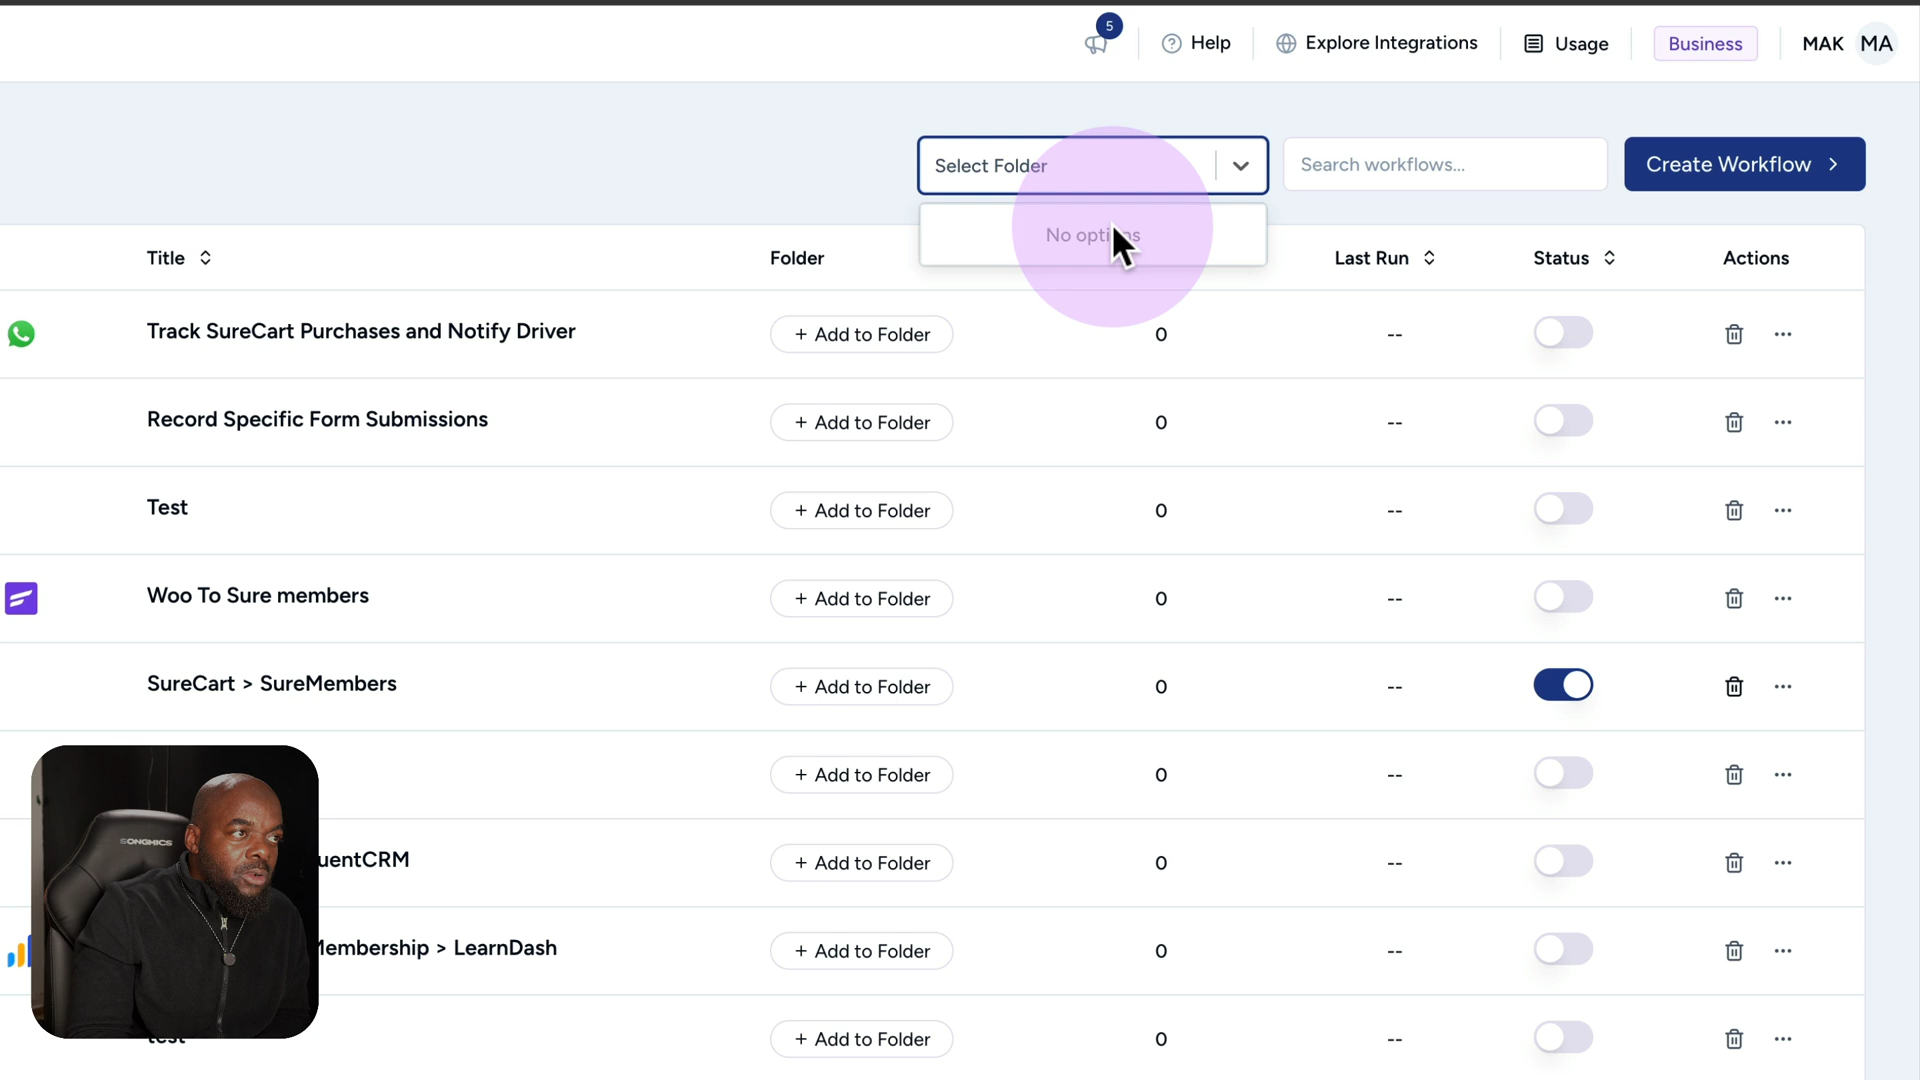 5
Help
Explore Integrations
Usage
Business
MAK MA
Select Folder
Search workflows...
Create Workflow
No options
Title
Folder
Last Run
Status
Actions
Track SureCart Purchases and Notify Driver
+ Add to Folder
0
--
Record Specific Form Submissions
+ Add to Folder
0
--
Test
+ Add to Folder
0
--
Woo To Sure members
+ Add to Folder
0
--
SureCart > SureMembers
+ Add to Folder
0
--
+ Add to Folder
0
--
SONGMICS
uentCRM
+ Add to Folder
0
--
Membership > LearnDash
+ Add to Folder
0
--
test
+ Add to Folder
0
--